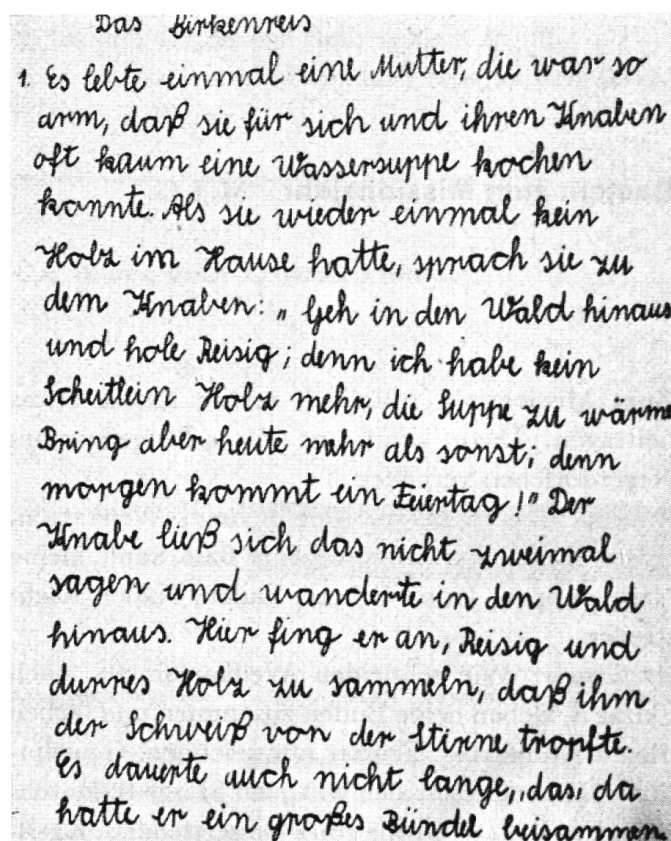 Das Birkenreis
1. Es lebte einmal eine Mutter, die war so
arm, daß sie für sich und ihren Knaben
oft kaum eine Wassersuppe kochen
konnte. Als sie wieder einmal kein
Holz im Hause hatte, sprach sie zu
dem Knaben: „Geh in den Wald hinaus
und hole Reisig; denn ich habe kein
Scheitlein Holz mehr, die Suppe zu wärme
Bring aber heute mehr als sonst; denn
morgen kommt ein Feiertag!" Der
Knabe ließ sich das nicht zweimal
sagen und wanderte in den Wald
hinaus. Hier fing er an, Reisig und
durres Holz zu sammeln, daß ihm
der Schweiß von der Stirne tropfte.
Es dauerte auch nicht lange, das, da
hatte er ein großes Bündel beisammen.